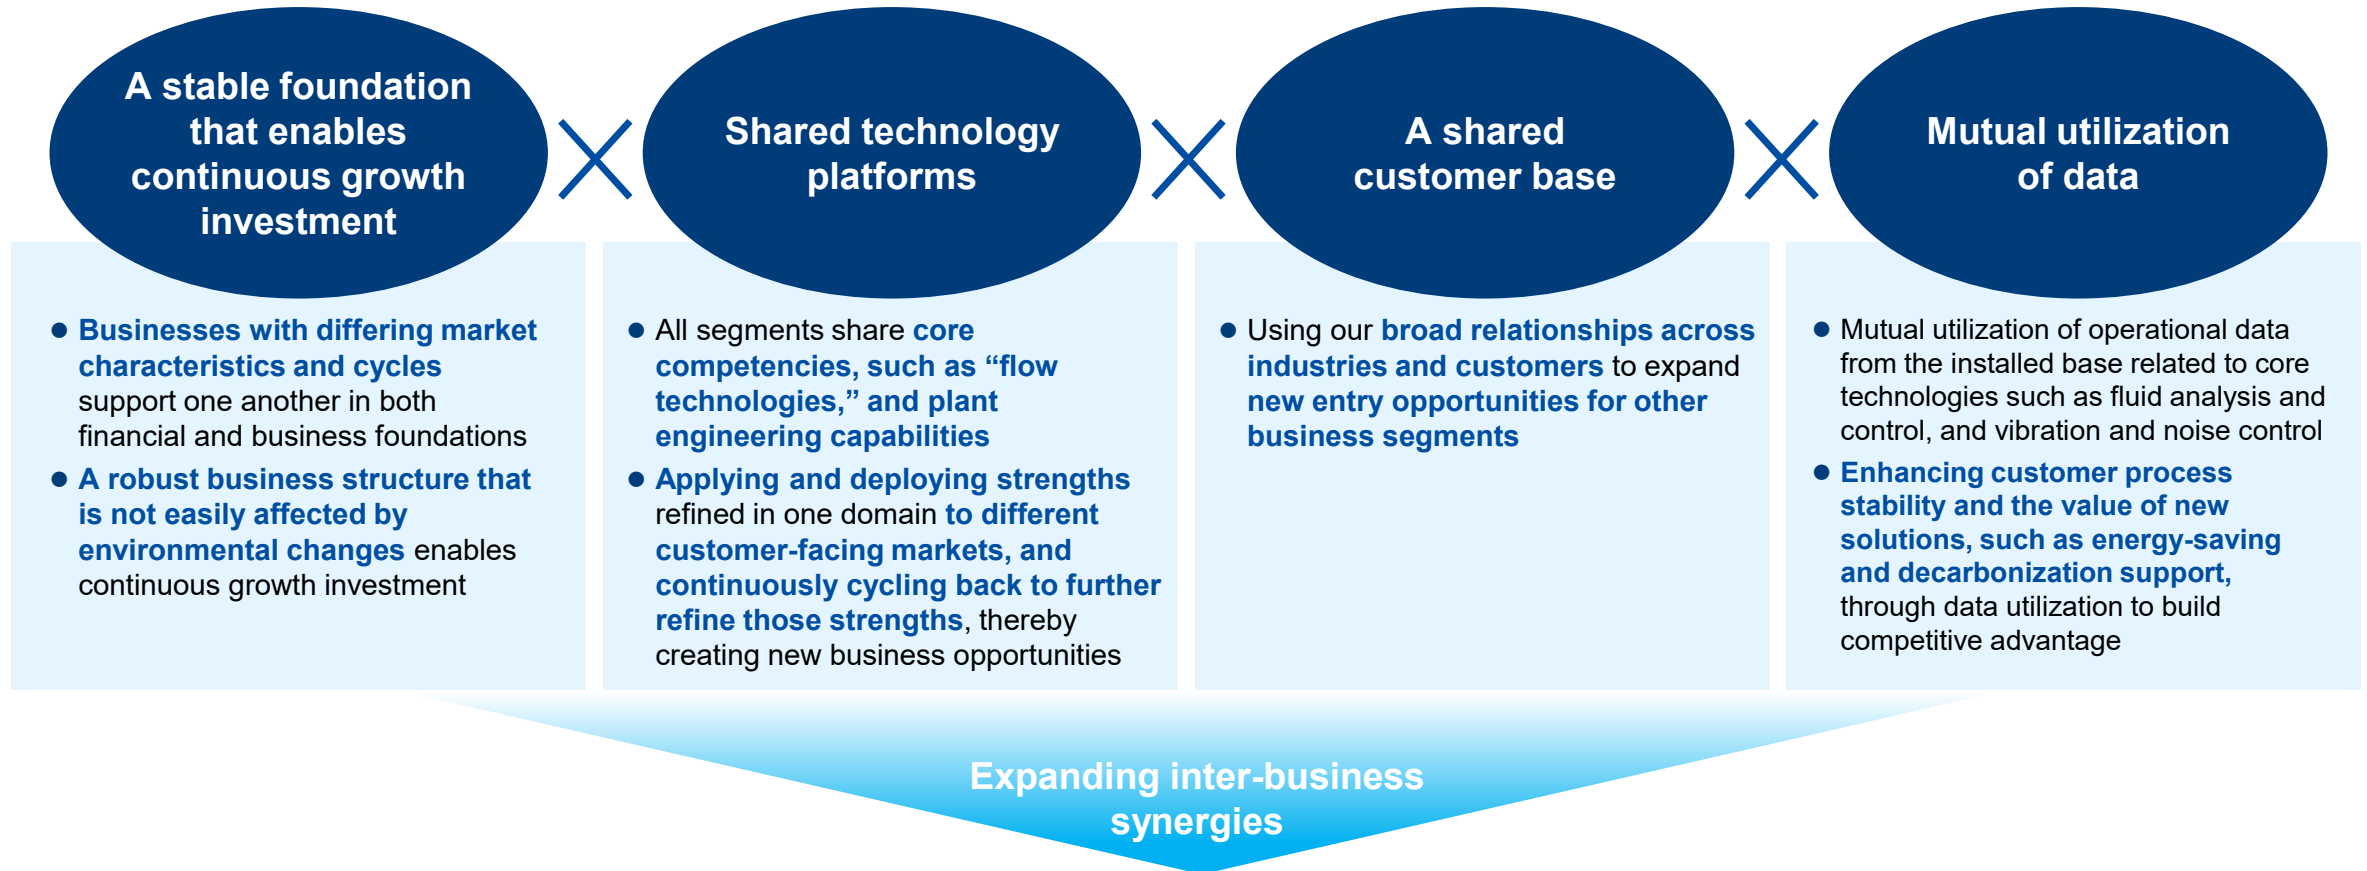 A stable foundation
that enables
continuous growth
investment
Shared technology
platforms
A shared
customer base
Mutual utilization
of data
● Businesses with differing market
characteristics and cycles
support one another in both
financial and business foundations
● A robust business structure that
is not easily affected by
environmental changes enables
continuous growth investment
● All segments share core
competencies, such as “flow
technologies,” and plant
engineering capabilities
● Applying and deploying strengths
refined in one domain to different
customer-facing markets, and
continuously cycling back to further
refine those strengths, thereby
creating new business opportunities
● Using our broad relationships across
industries and customers to expand
new entry opportunities for other
business segments
● Mutual utilization of operational data
from the installed base related to core
technologies such as fluid analysis and
control, and vibration and noise control
● Enhancing customer process
stability and the value of new
solutions, such as energy-saving
and decarbonization support,
through data utilization to build
competitive advantage
Expanding inter-business
synergies